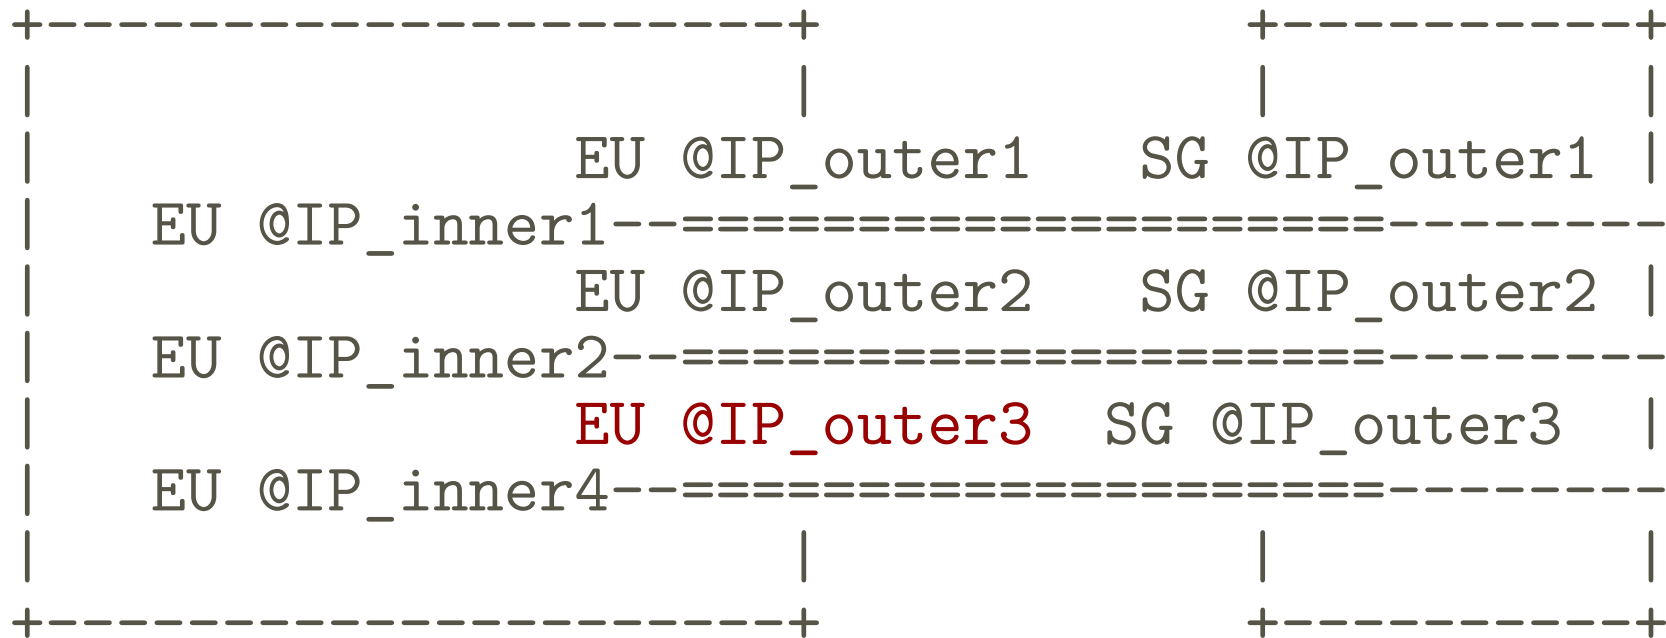 +---------------------+            +----------+
|                     |            |          |
|               EU @IP_outer1   SG @IP_outer1 |
|   EU @IP_inner1--====================--------
|               EU @IP_outer2   SG @IP_outer2 |
|   EU @IP_inner2--====================--------
|               EU @IP_outer3  SG @IP_outer3  |
|   EU @IP_inner4--====================--------
|                     |            |          |
+---------------------+            +----------+